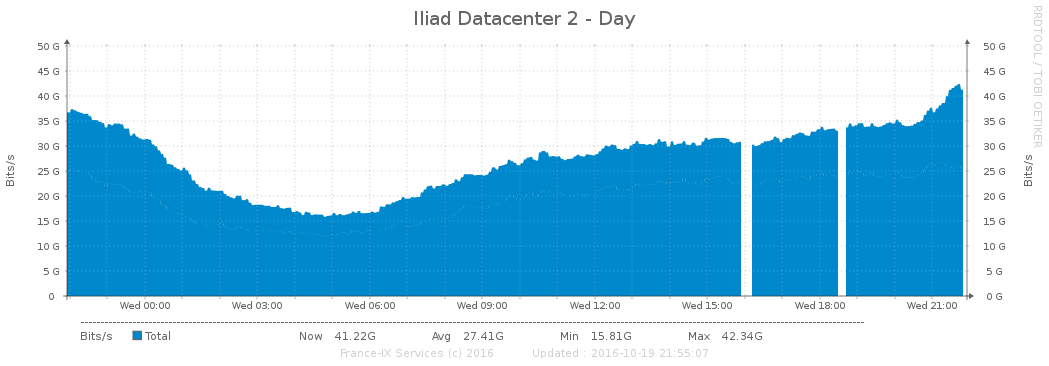 Iliad Datacenter 2 - Day
RRDTOOL / TOBI OETIKER
Bits/s
50 G 50 G
45 G 45 G
40 G 40 G
35 G 35 G
30 G 30 G
25 G 25 G
20 G 20 G
15 G 15 G
10 G 10 G
5 G 5 G
0 0 G
Bits/s
Wed 00:00 Wed 03:00 Wed 06:00 Wed 09:00 Wed 12:00 Wed 15:00 Wed 18:00 Wed 21:00
Bits/s Total Now 41.22G Avg 27.41G Min 15.81G Max 42.34G
France-IX Services (c) 2016 Updated : 2016-10-19 21:55:07